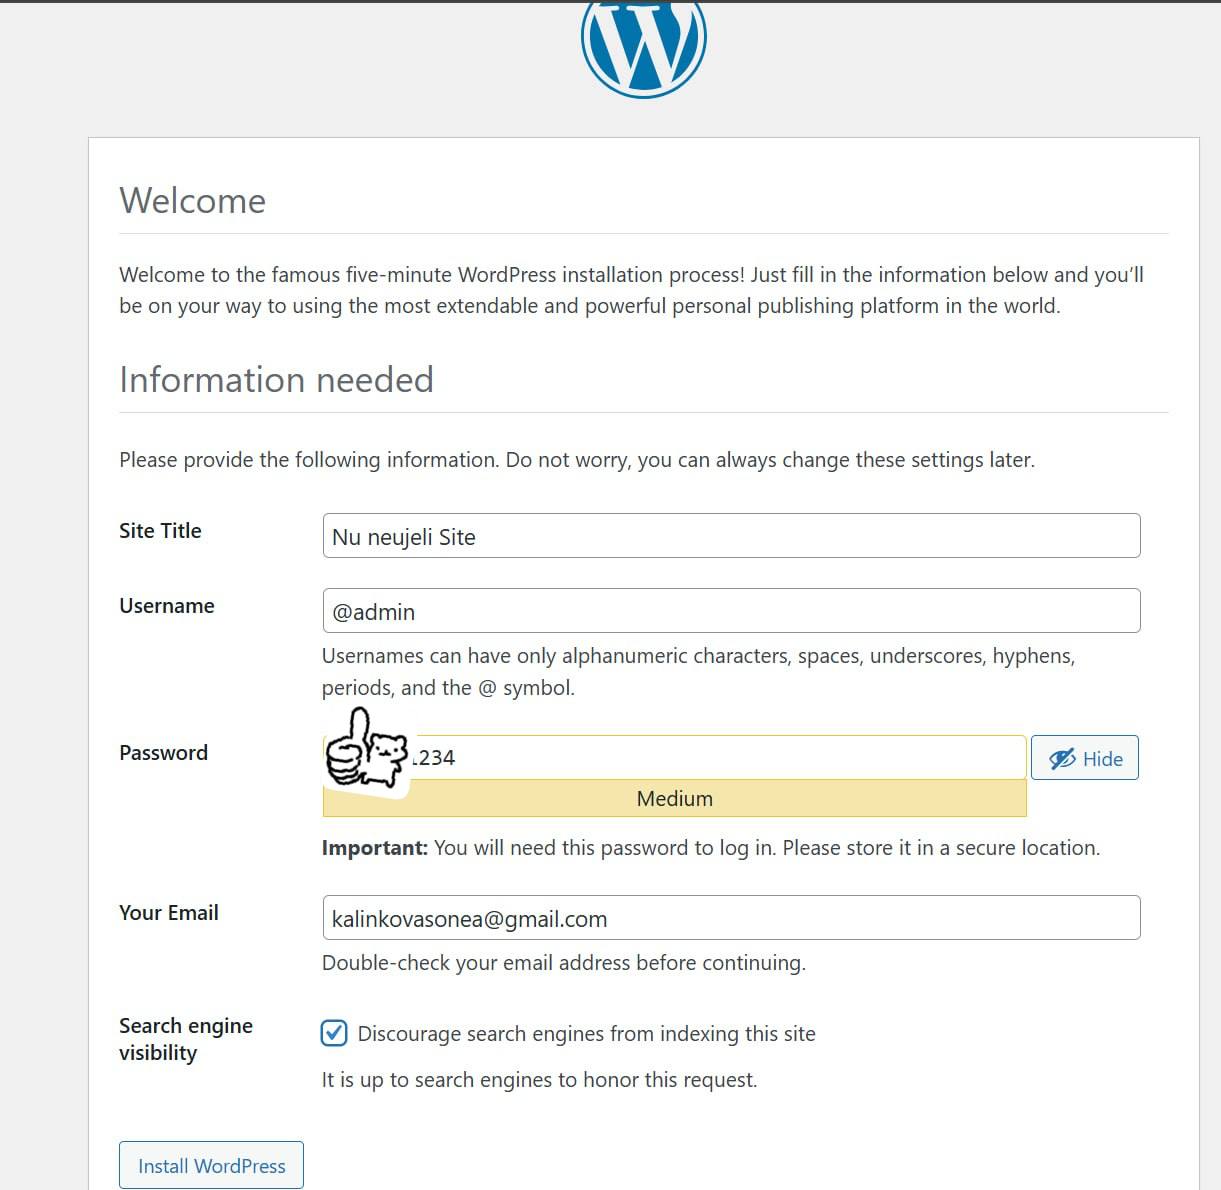 Welcome
Welcome to the famous five-minute WordPress installation process! Just fill in the information below and you’ll
be on your way to using the most extendable and powerful personal publishing platform in the world.
Information needed
Please provide the following information. Do not worry, you can always change these settings later.
Site Title
Nu neujeli Site
Username
@admin
Usernames can have only alphanumeric characters, spaces, underscores, hyphens,
periods, and the @ symbol.
Password
1234
Hide
Medium
Important: You will need this password to log in. Please store it in a secure location.
Your Email
kalinkovasonea@gmail.com
Double-check your email address before continuing.
Search engine
visibility
Discourage search engines from indexing this site
It is up to search engines to honor this request.
Install WordPress